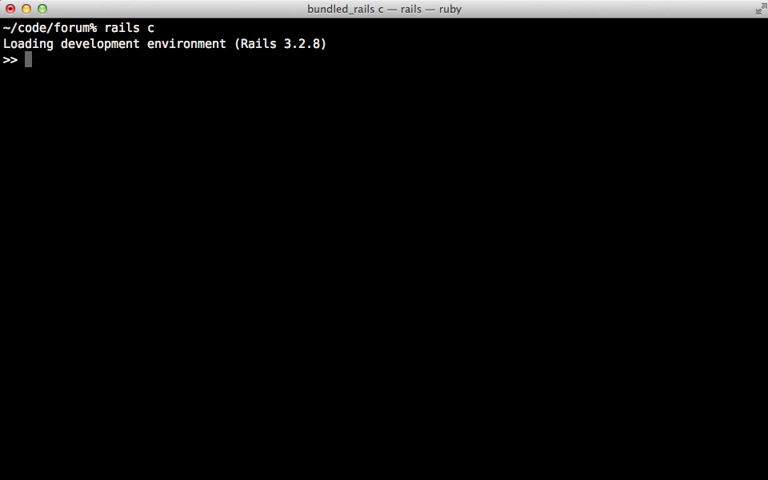 bundled_rails c — rails — ruby
~/code/forum% rails c
Loading development environment (Rails 3.2.8)
>>